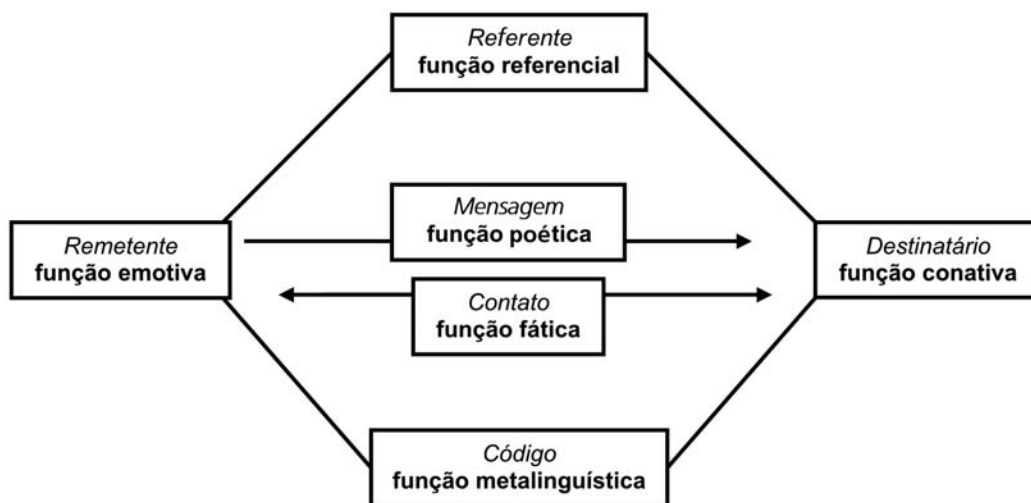 Referente
função referencial
Mensagem
função poética
Remetente
função emotiva
Destinatário
função conativa
Contato
função fática
Código
função metalinguística